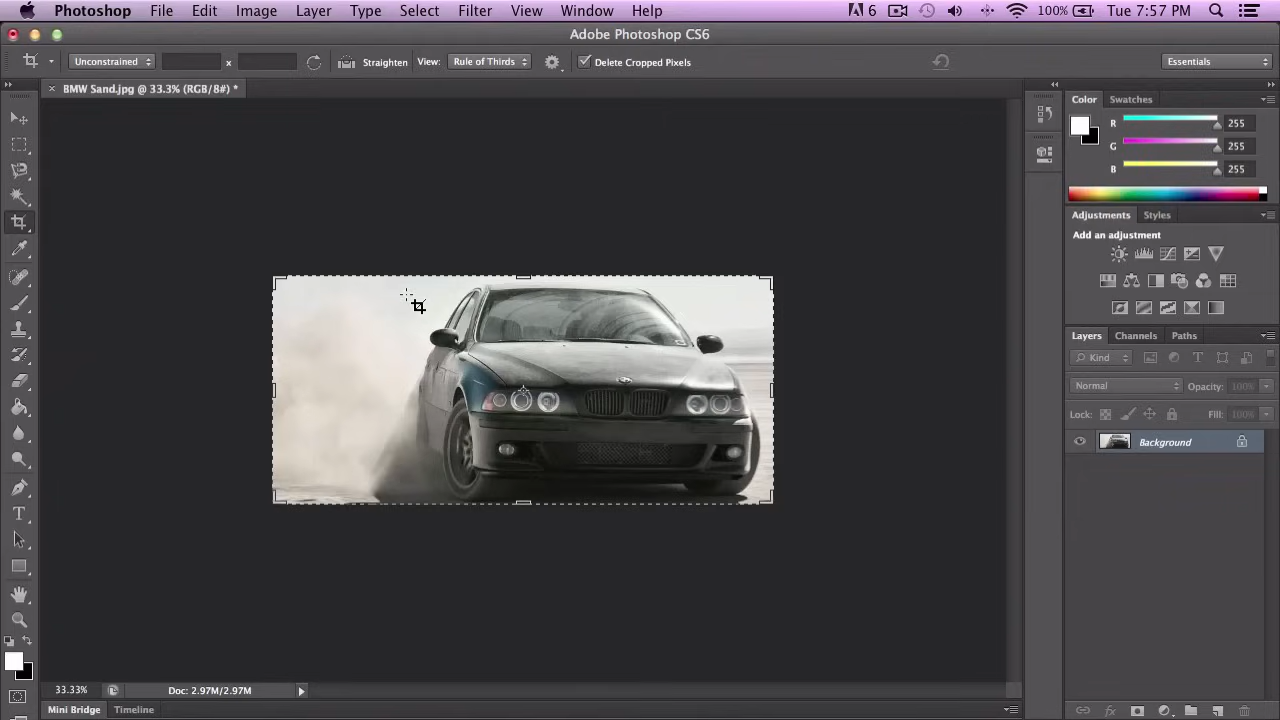 Photoshop File Edit Image Layer Type Select Filter View Window Help 6 100% Tue 7:57 PM
Adobe Photoshop CS6
Unconstrained x Straighten View: Rule of Thirds Delete Cropped Pixels Essentials
BMW Sand.jpg @ 33.3% (RGB/8#) *
Color Swatches
R 255
G 255
B 255
Adjustments Styles
Add an adjustment
Layers Channels Paths
Kind
Normal Opacity: 100%
Lock: Fill: 100%
Background
T
33.33% Doc: 2.97M/2.97M
Mini Bridge Timeline
fx